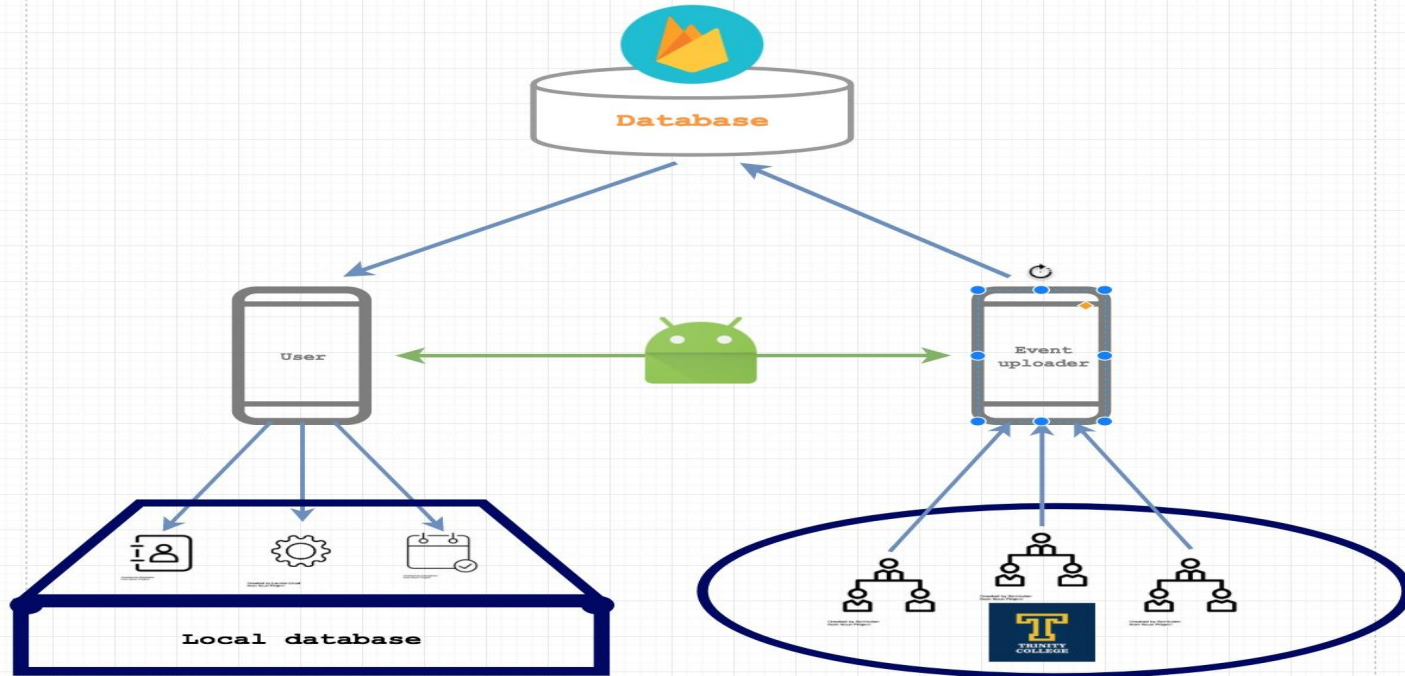 Database
User
Event
uploader
Local database
TRINITY
COLLEGE